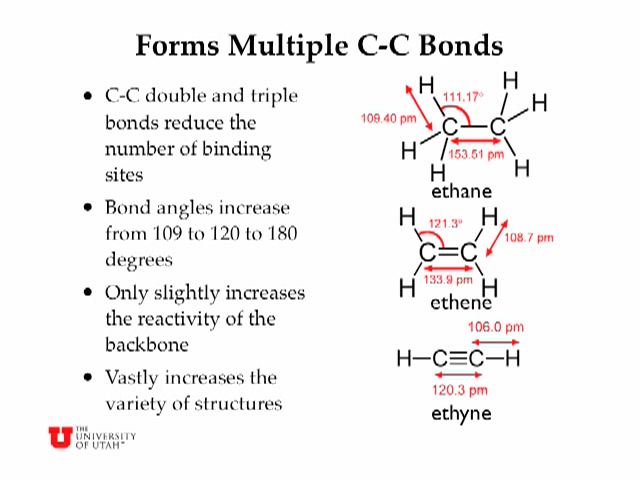 Forms Multiple C-C Bonds
• C-C double and triple
bonds reduce the
number of binding
sites
• Bond angles increase
from 109 to 120 to 180
degrees
• Only slightly increases
the reactivity of the
backbone
• Vastly increases the
variety of structures
THE
UNIVERSITY
OF UTAH™
H H
111.17° H
109.40 pm
C—C
H 153.51 pm
H H
ethane
H 121.3° H
108.7 pm
C=C
133.9 pm
H H
ethene
106.0 pm
H—C≡C—H
120.3 pm
ethyne